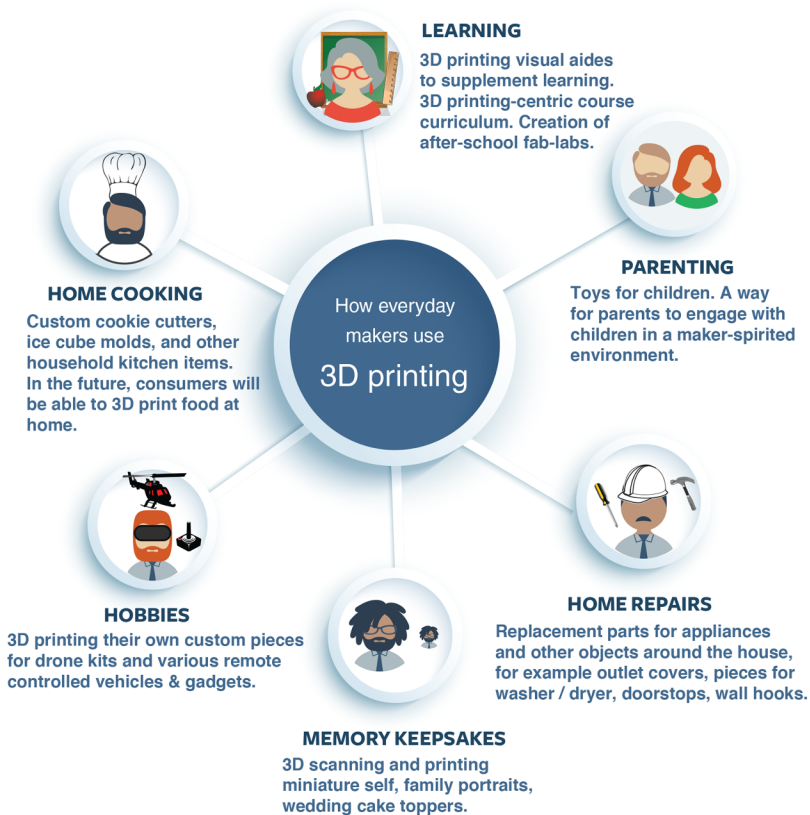 How everyday
makers use
3D printing
LEARNING
3D printing visual aides
to supplement learning.
3D printing-centric course
curriculum. Creation of
after-school fab-labs.
PARENTING
Toys for children. A way
for parents to engage with
children in a maker-spirited
environment.
HOME REPAIRS
Replacement parts for appliances
and other objects around the house,
for example outlet covers, pieces for
washer / dryer, doorstops, wall hooks.
MEMORY KEEPSAKES
3D scanning and printing
miniature self, family portraits,
wedding cake toppers.
HOBBIES
3D printing their own custom pieces
for drone kits and various remote
controlled vehicles & gadgets.
HOME COOKING
Custom cookie cutters,
ice cube molds, and other
household kitchen items.
In the future, consumers will
be able to 3D print food at
home.